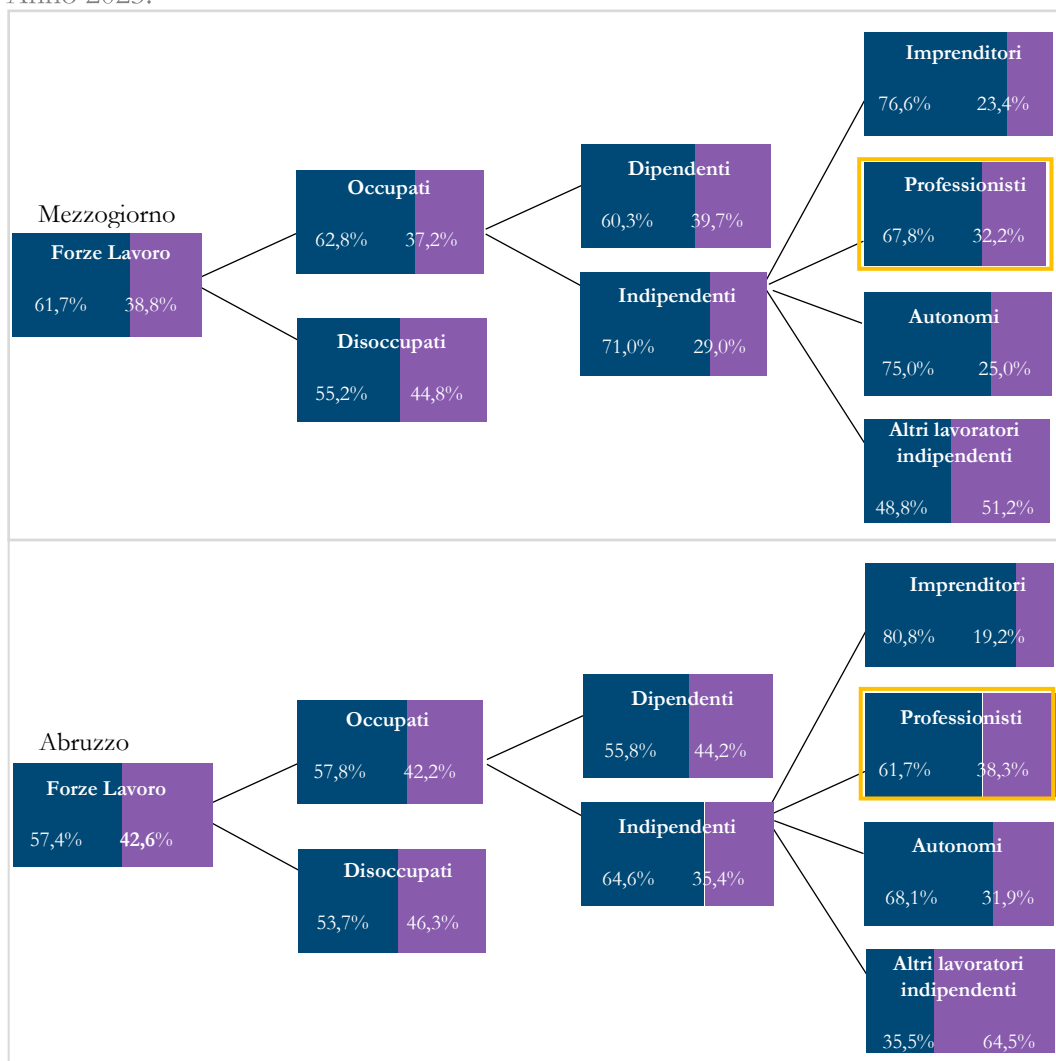 Anno 2023.
Mezzogiorno
Forze Lavoro
61,7% 38,8%
Occupati
62,8% 37,2%
Disoccupati
55,2% 44,8%
Dipendenti
60,3% 39,7%
Indipendenti
71,0% 29,0%
Imprenditori
76,6% 23,4%
Professionisti
67,8% 32,2%
Autonomi
75,0% 25,0%
Altri lavoratori
indipendenti
48,8% 51,2%
Abruzzo
Forze Lavoro
57,4% 42,6%
Occupati
57,8% 42,2%
Disoccupati
53,7% 46,3%
Dipendenti
55,8% 44,2%
Indipendenti
64,6% 35,4%
Imprenditori
80,8% 19,2%
Professionisti
61,7% 38,3%
Autonomi
68,1% 31,9%
Altri lavoratori
indipendenti
35,5% 64,5%